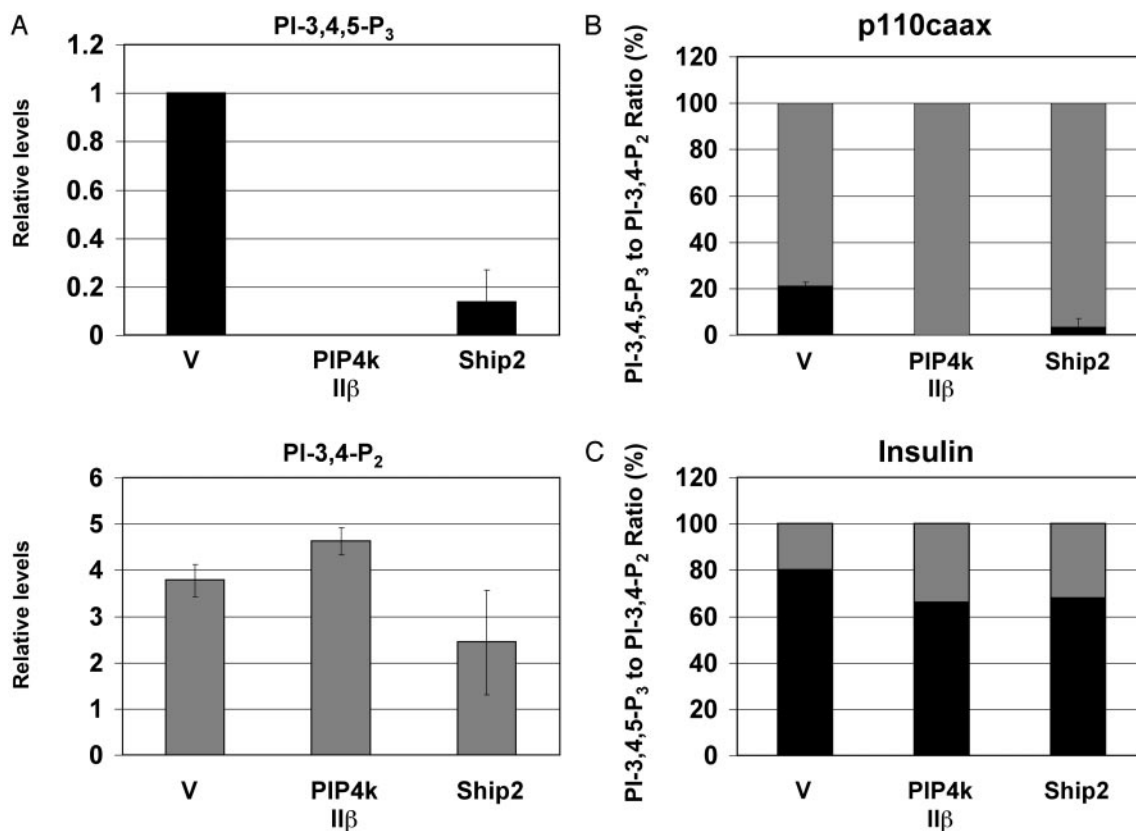 A
PI-3,4,5-P₃
Relative levels
1.2
1
0.8
0.6
0.4
0.2
0
V PIP4k Ship2
IIβ
PI-3,4-P₂
Relative levels
6
5
4
3
2
1
0
V PIP4k Ship2
IIβ
B
p110caax
PI-3,4,5-P₃ to PI-3,4-P₂ Ratio (%)
120
100
80
60
40
20
0
V PIP4k Ship2
IIβ
C
Insulin
PI-3,4,5-P₃ to PI-3,4-P₂ Ratio (%)
120
100
80
60
40
20
0
V PIP4k Ship2
IIβ